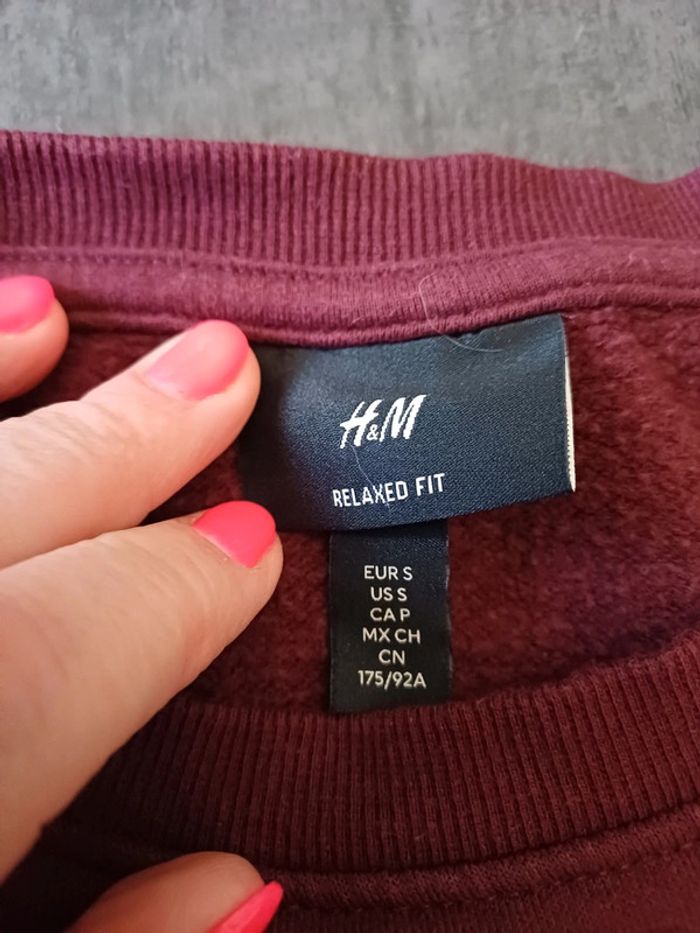 H&M
RELAXED FIT
EUR S
US S
CA P
MX CH
CN
175/92A